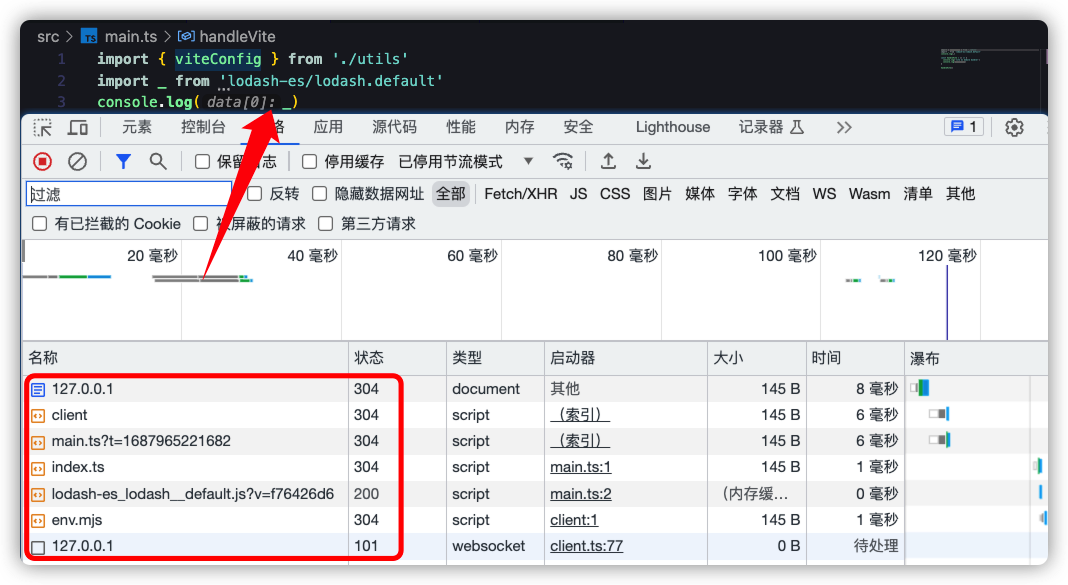 src > TS main.ts > handleVite
1 import { viteConfig } from './utils'
2 import _ from 'lodash-es/lodash.default'
3 console.log( data[0]: _)
元素 控制台 络 应用 源代码 性能 内存 安全 Lighthouse 记录器 1
保留 志 停用缓存 已停用节流模式
过滤 反转 隐藏数据网址 全部 Fetch/XHR JS CSS 图片 媒体 字体 文档 WS Wasm 清单 其他
有已拦截的 Cookie 被屏蔽的请求 第三方请求
20 毫秒 40 毫秒 60 毫秒 80 毫秒 100 毫秒 120 毫秒
名称 状态 类型 启动器 大小 时间 瀑布
127.0.0.1 304 document 其他 145 B 8 毫秒
client 304 script （索引） 145 B 6 毫秒
main.ts?t=1687965221682 304 script （索引） 145 B 6 毫秒
index.ts 304 script main.ts:1 145 B 1 毫秒
lodash-es_lodash__default.js?v=f76426d6 200 script main.ts:2 （内存缓... 0 毫秒
env.mjs 304 script client:1 145 B 1 毫秒
127.0.0.1 101 websocket client.ts:77 0 B 待处理